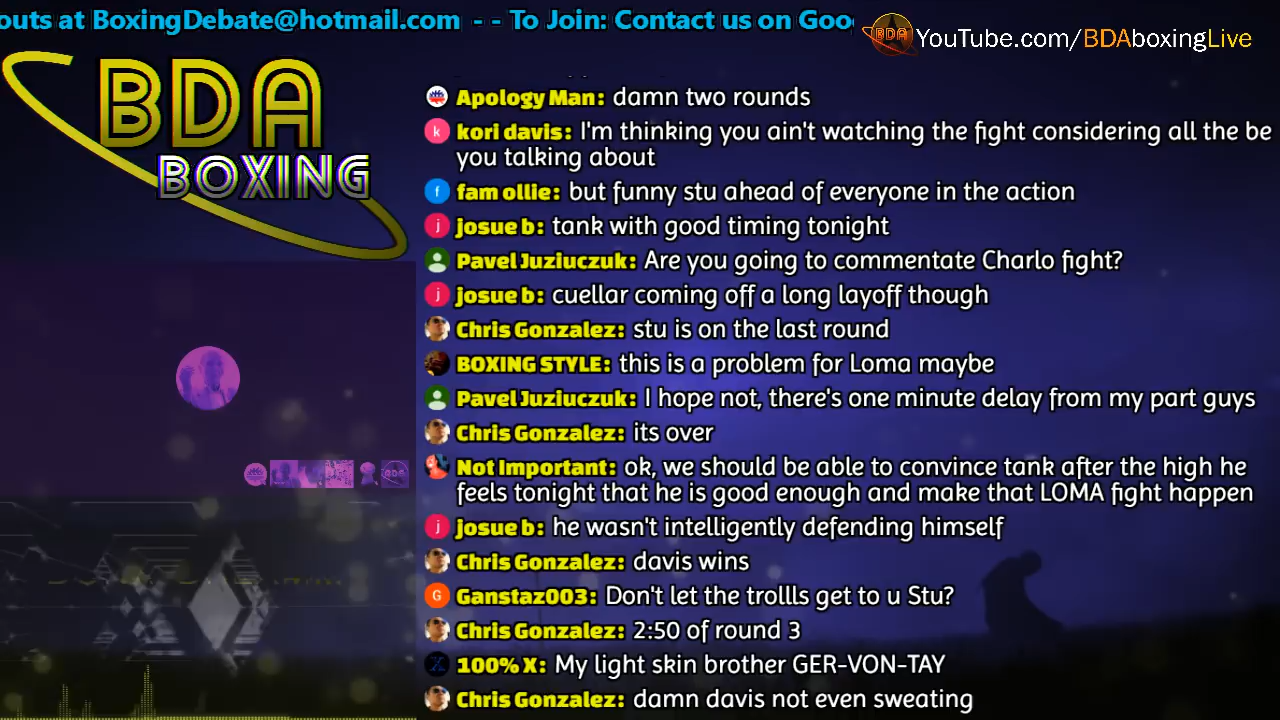 outs at BoxingDebate@hotmail.com - - To Join: Contact us on Goo
BDA
YouTube.com/BDAboxingLive
BDA
BOXING
Apology Man: damn two rounds
k kori davis: I'm thinking you ain't watching the fight considering all the be
you talking about
f fam ollie: but funny stu ahead of everyone in the action
j josue b: tank with good timing tonight
Pavel Juziuczuk: Are you going to commentate Charlo fight?
j josue b: cuellar coming off a long layoff though
Chris Gonzalez: stu is on the last round
BOXING STYLE: this is a problem for Loma maybe
Pavel Juziuczuk: I hope not, there's one minute delay from my part guys
Chris Gonzalez: its over
Not Important: ok, we should be able to convince tank after the high he
feels tonight that he is good enough and make that LOMA fight happen
j josue b: he wasn't intelligently defending himself
Chris Gonzalez: davis wins
G Ganstaz003: Don't let the trollls get to u Stu?
Chris Gonzalez: 2:50 of round 3
X 100% X: My light skin brother GER-VON-TAY
Chris Gonzalez: damn davis not even sweating